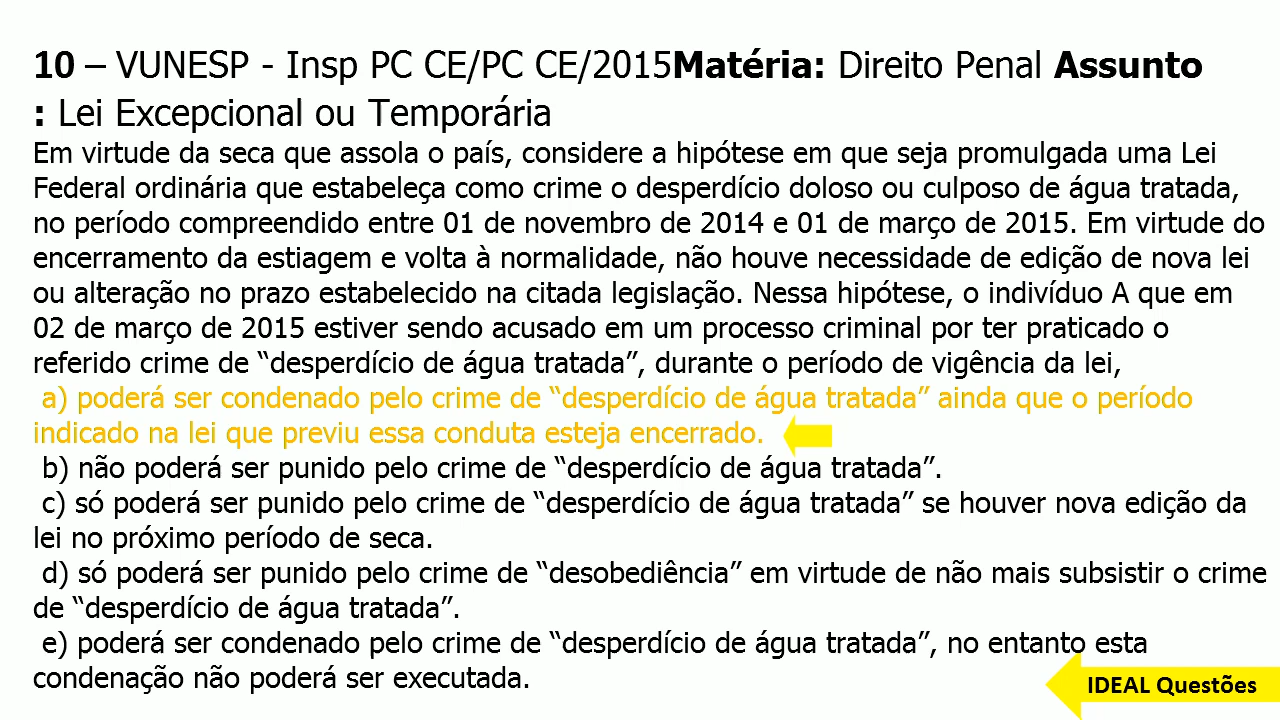 10 – VUNESP - Insp PC CE/PC CE/2015Matéria: Direito Penal Assunto
: Lei Excepcional ou Temporária
Em virtude da seca que assola o país, considere a hipótese em que seja promulgada uma Lei
Federal ordinária que estabeleça como crime o desperdício doloso ou culposo de água tratada,
no período compreendido entre 01 de novembro de 2014 e 01 de março de 2015. Em virtude do
encerramento da estiagem e volta à normalidade, não houve necessidade de edição de nova lei
ou alteração no prazo estabelecido na citada legislação. Nessa hipótese, o indivíduo A que em
02 de março de 2015 estiver sendo acusado em um processo criminal por ter praticado o
referido crime de “desperdício de água tratada”, durante o período de vigência da lei,
a) poderá ser condenado pelo crime de “desperdício de água tratada” ainda que o período
indicado na lei que previu essa conduta esteja encerrado.
b) não poderá ser punido pelo crime de “desperdício de água tratada”.
c) só poderá ser punido pelo crime de “desperdício de água tratada” se houver nova edição da
lei no próximo período de seca.
d) só poderá ser punido pelo crime de “desobediência” em virtude de não mais subsistir o crime
de “desperdício de água tratada”.
e) poderá ser condenado pelo crime de “desperdício de água tratada”, no entanto esta
condenação não poderá ser executada.
IDEAL Questões